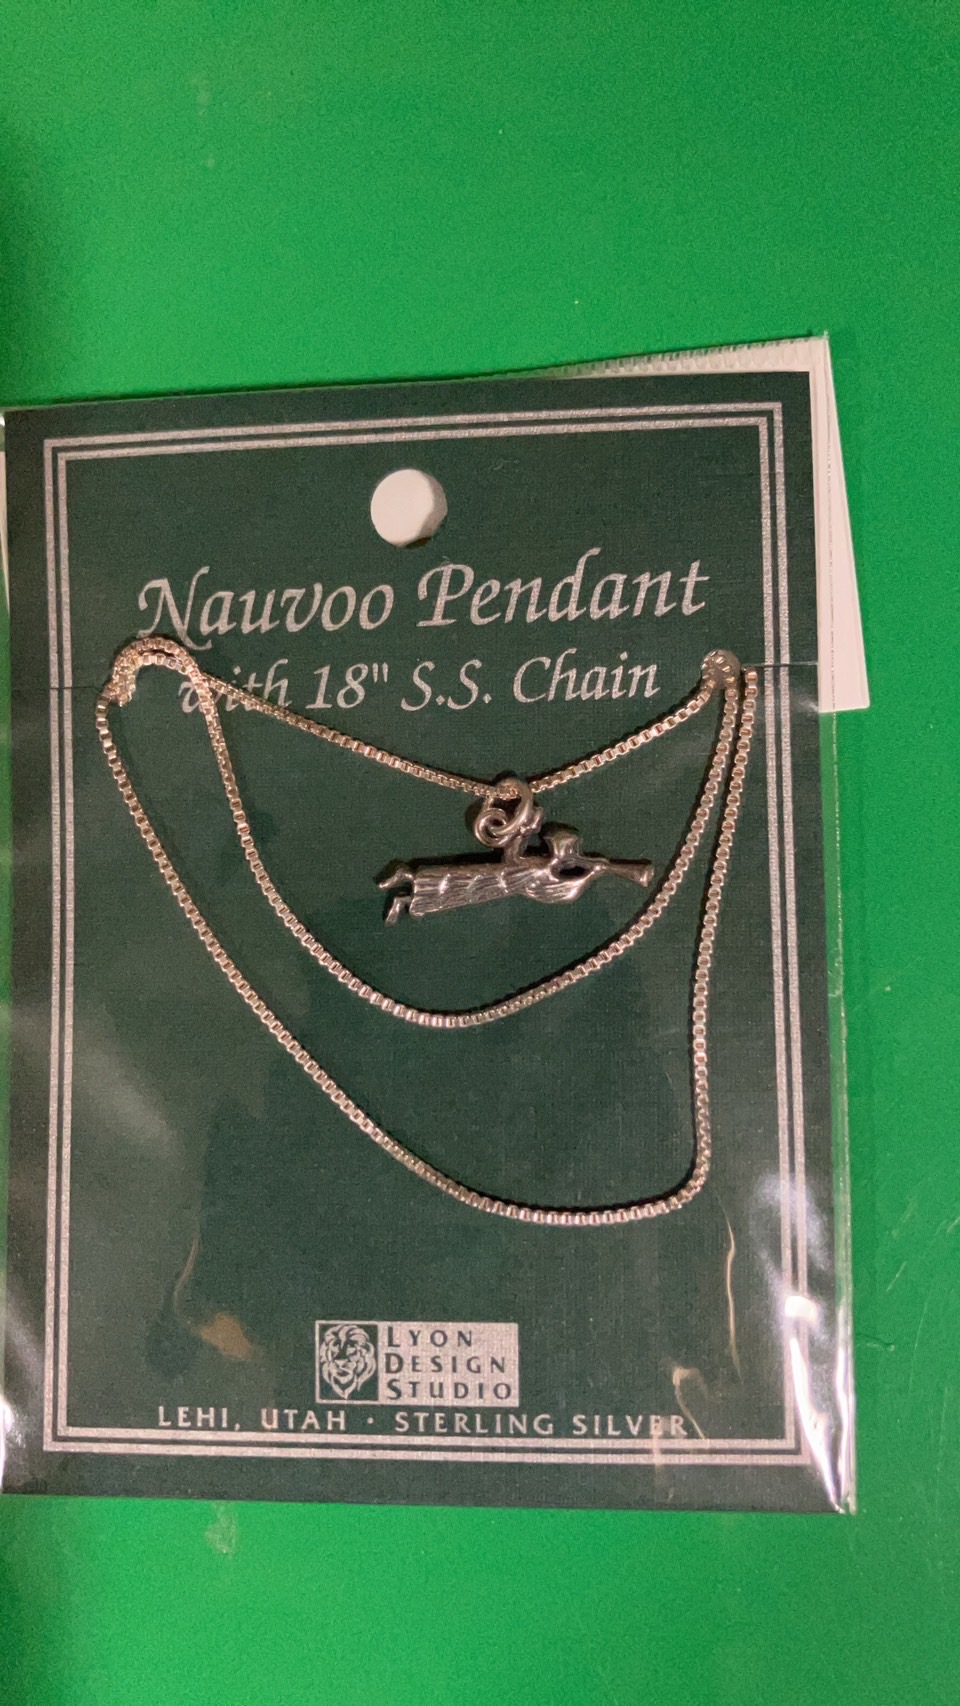 Nauvoo Pendant
with 18" S.S. Chain
LYON
DESIGN
STUDIO
LEHI, UTAH · STERLING SILVER